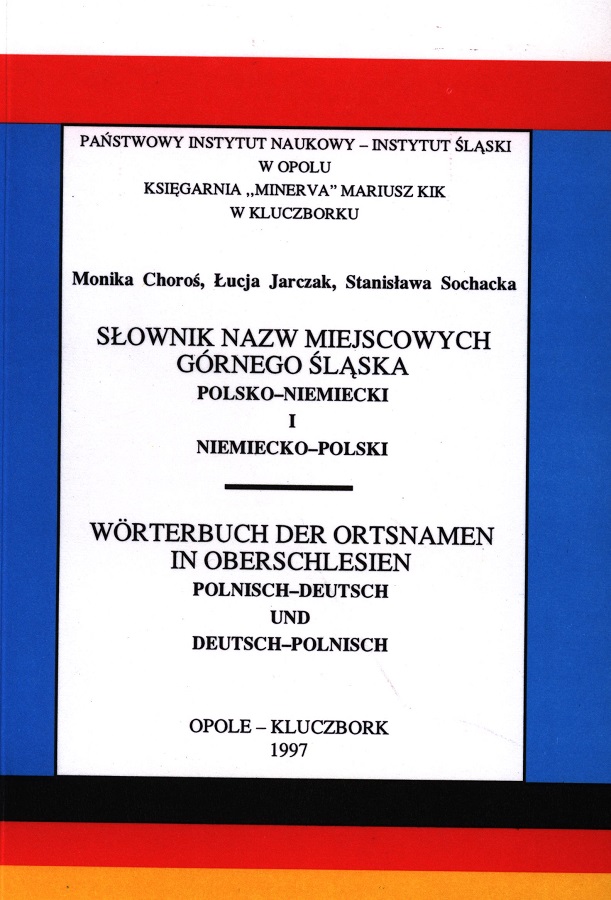 PAŃSTWOWY INSTYTUT NAUKOWY – INSTYTUT ŚLĄSKI
W OPOLU
KSIĘGARNIA ,,MINERVA" MARIUSZ KIK
W KLUCZBORKU
Monika Choroś, Łucja Jarczak, Stanisława Sochacka
SŁOWNIK NAZW MIEJSCOWYCH
GÓRNEGO ŚLĄSKA
POLSKO–NIEMIECKI
I
NIEMIECKO–POLSKI
WÖRTERBUCH DER ORTSNAMEN
IN OBERSCHLESIEN
POLNISCH–DEUTSCH
UND
DEUTSCH–POLNISCH
OPOLE – KLUCZBORK
1997